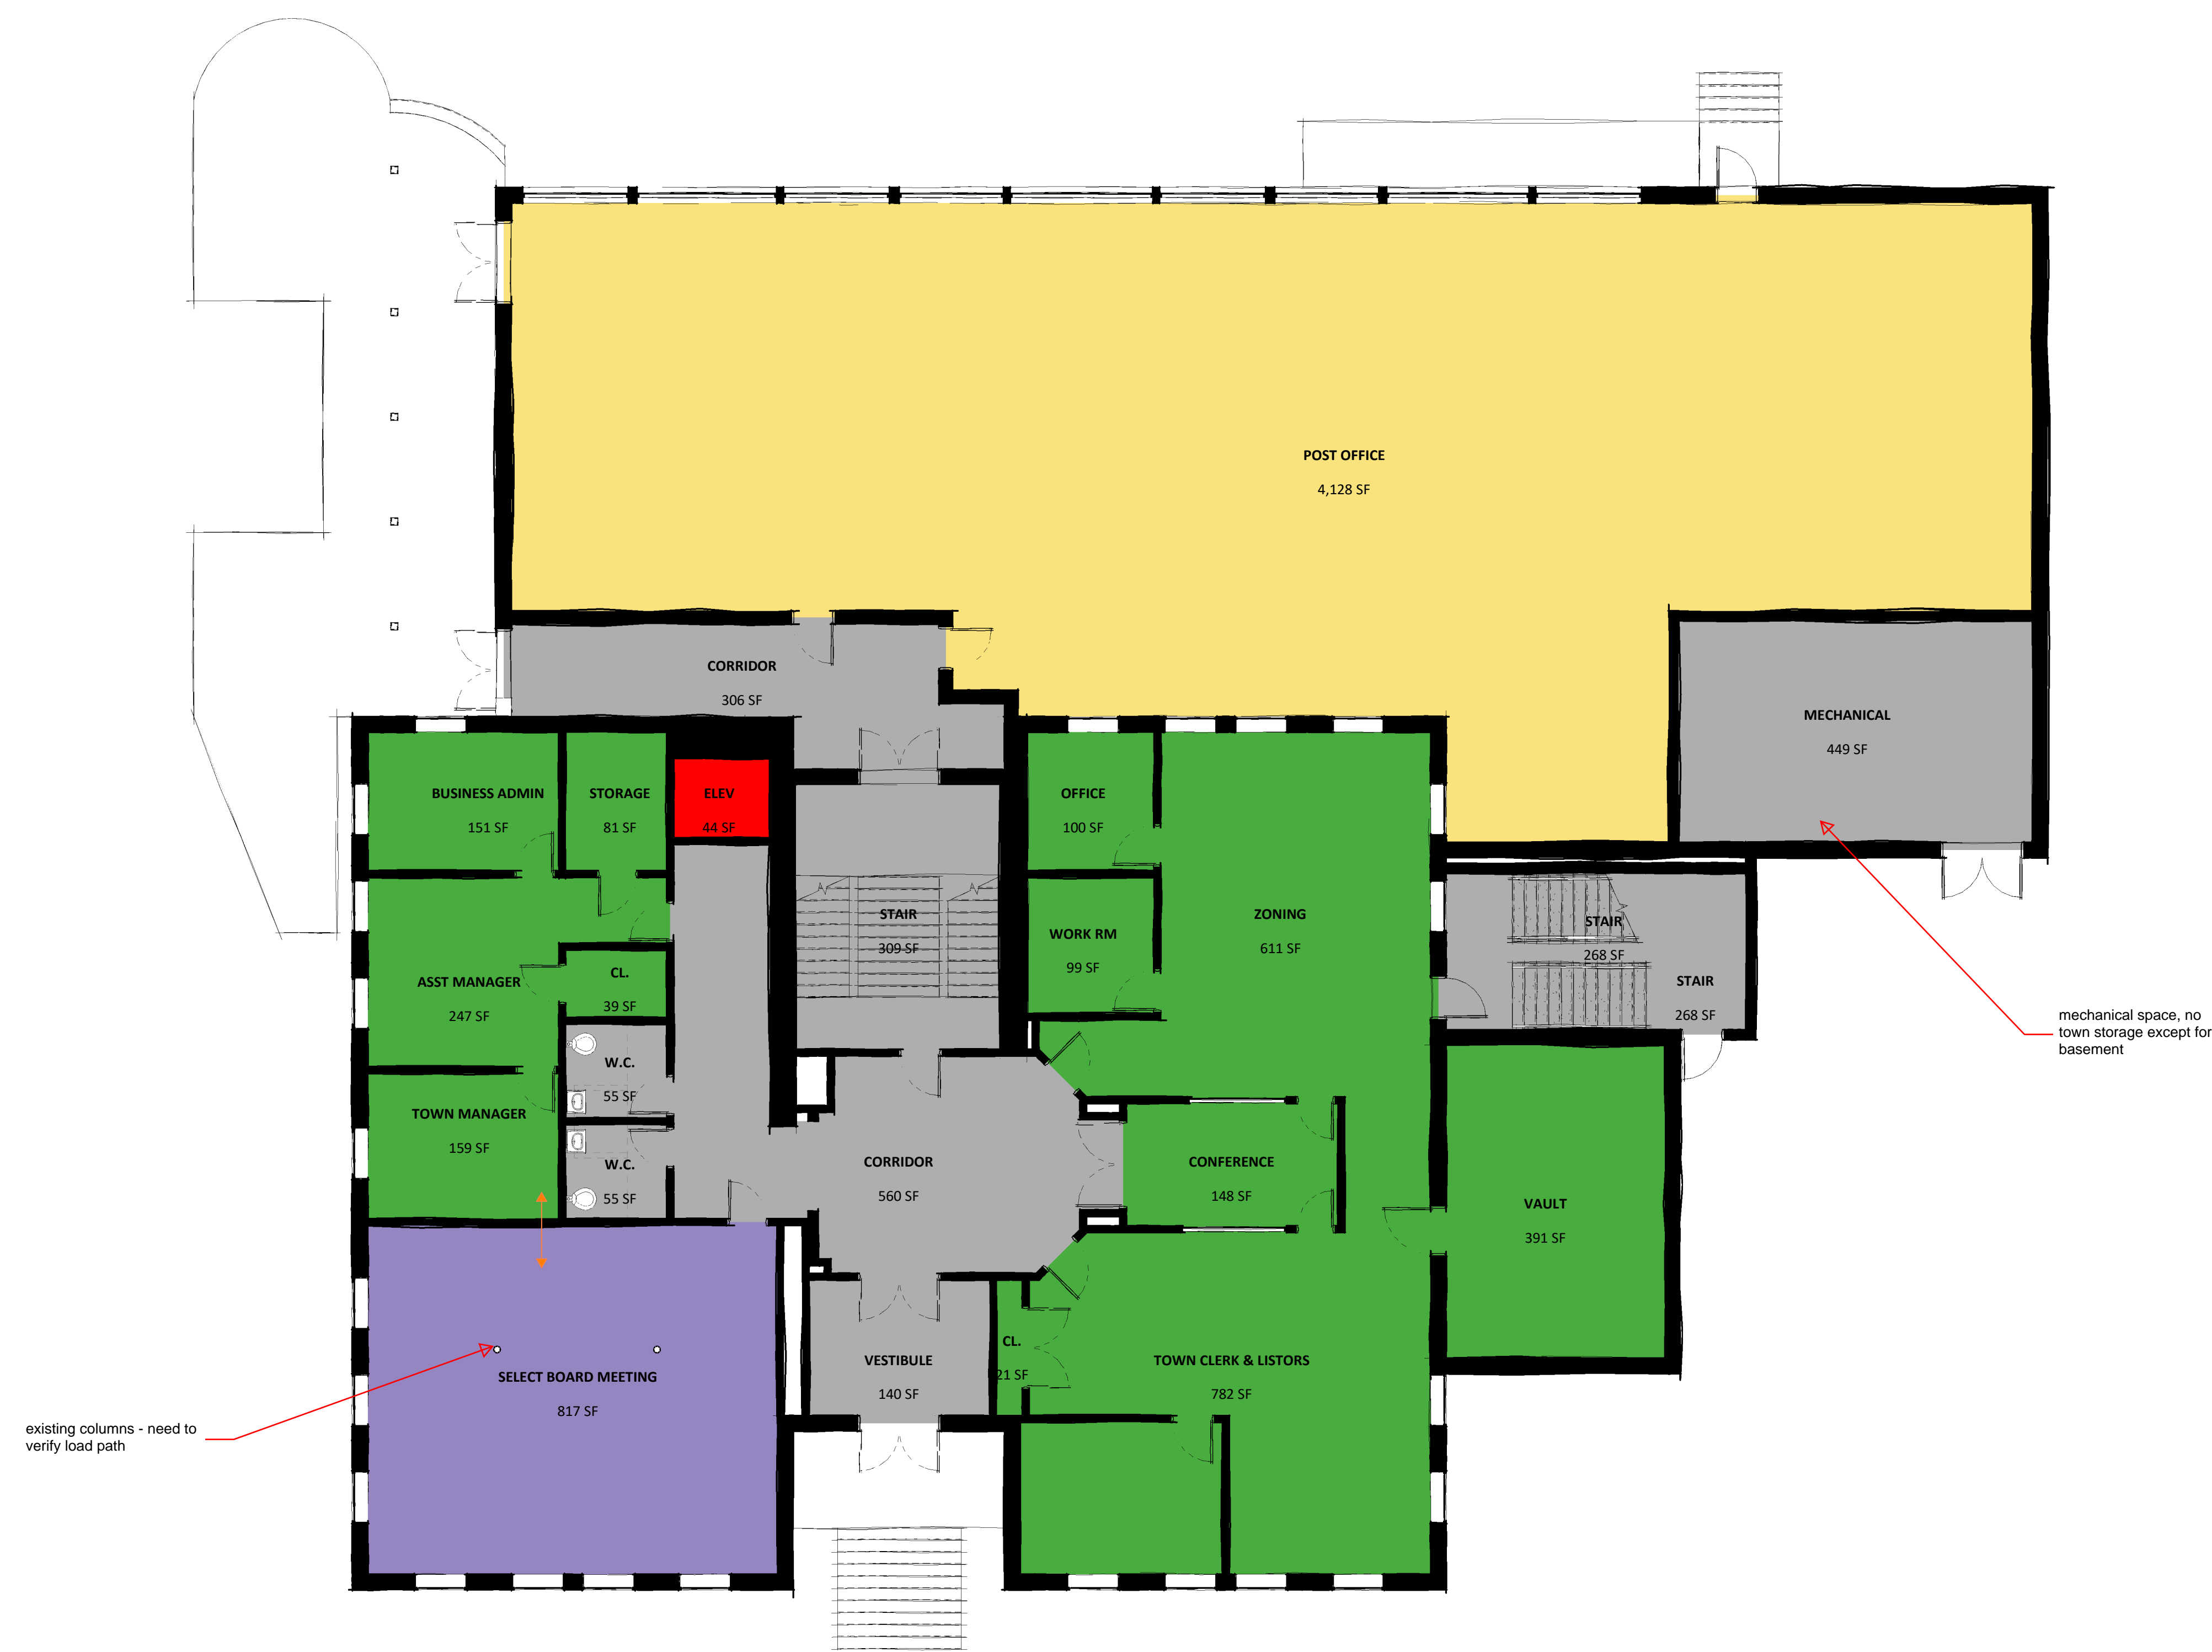 POST OFFICE
4,128 SF
CORRIDOR
306 SF
MECHANICAL
449 SF
BUSINESS ADMIN
151 SF
STORAGE
81 SF
ELEV
44 SF
OFFICE
100 SF
STAIR
309 SF
ZONING
611 SF
WORK RM
99 SF
STAIR
268 SF
STAIR
268 SF
ASST MANAGER
247 SF
CL.
39 SF
mechanical space, no
town storage except for
basement
W.C.
55 SF
TOWN MANAGER
159 SF
W.C.
55 SF
CORRIDOR
560 SF
CONFERENCE
148 SF
VAULT
391 SF
SELECT BOARD MEETING
817 SF
VESTIBULE
140 SF
CL.
21 SF
TOWN CLERK & LISTORS
782 SF
existing columns - need to
verify load path